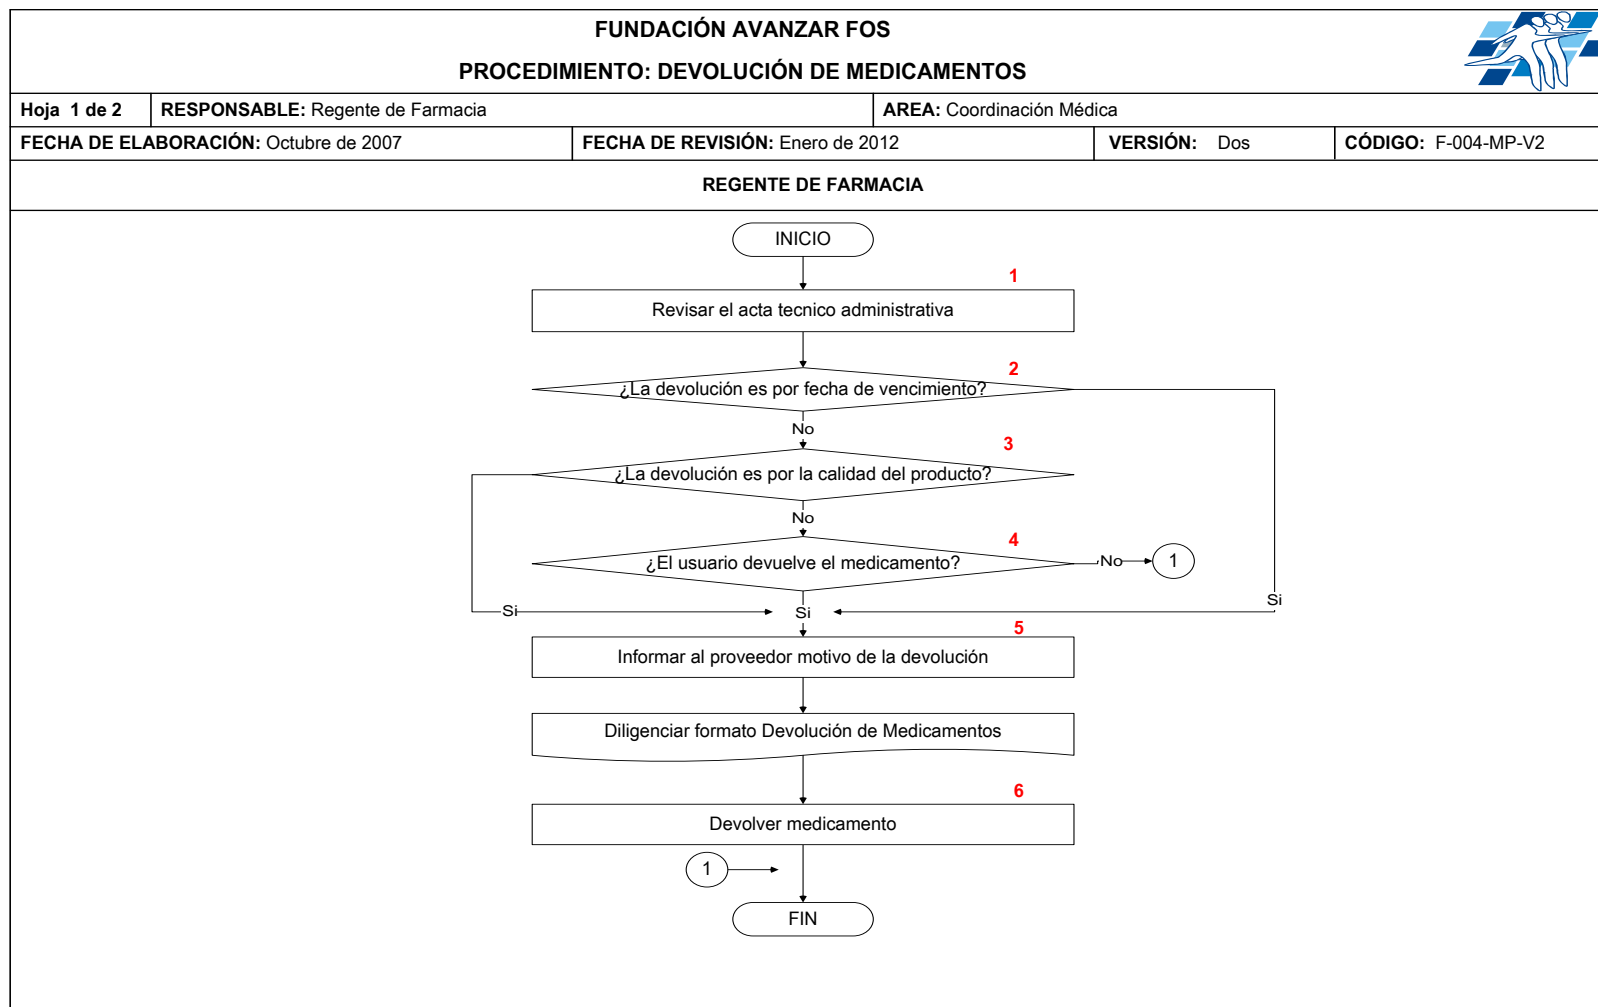 FUNDACIÓN AVANZAR FOS
PROCEDIMIENTO: DEVOLUCIÓN DE MEDICAMENTOS
Hoja 1 de 2 RESPONSABLE: Regente de Farmacia AREA: Coordinación Médica
FECHA DE ELABORACIÓN: Octubre de 2007 FECHA DE REVISIÓN: Enero de 2012 VERSIÓN: Dos CÓDIGO: F-004-MP-V2
REGENTE DE FARMACIA
INICIO
1
Revisar el acta tecnico administrativa
2
¿La devolución es por fecha de vencimiento?
No
3
¿La devolución es por la calidad del producto?
No
4
¿El usuario devuelve el medicamento?
No 1
Si
Si Si
5
Informar al proveedor motivo de la devolución
Diligenciar formato Devolución de Medicamentos
6
Devolver medicamento
1
FIN